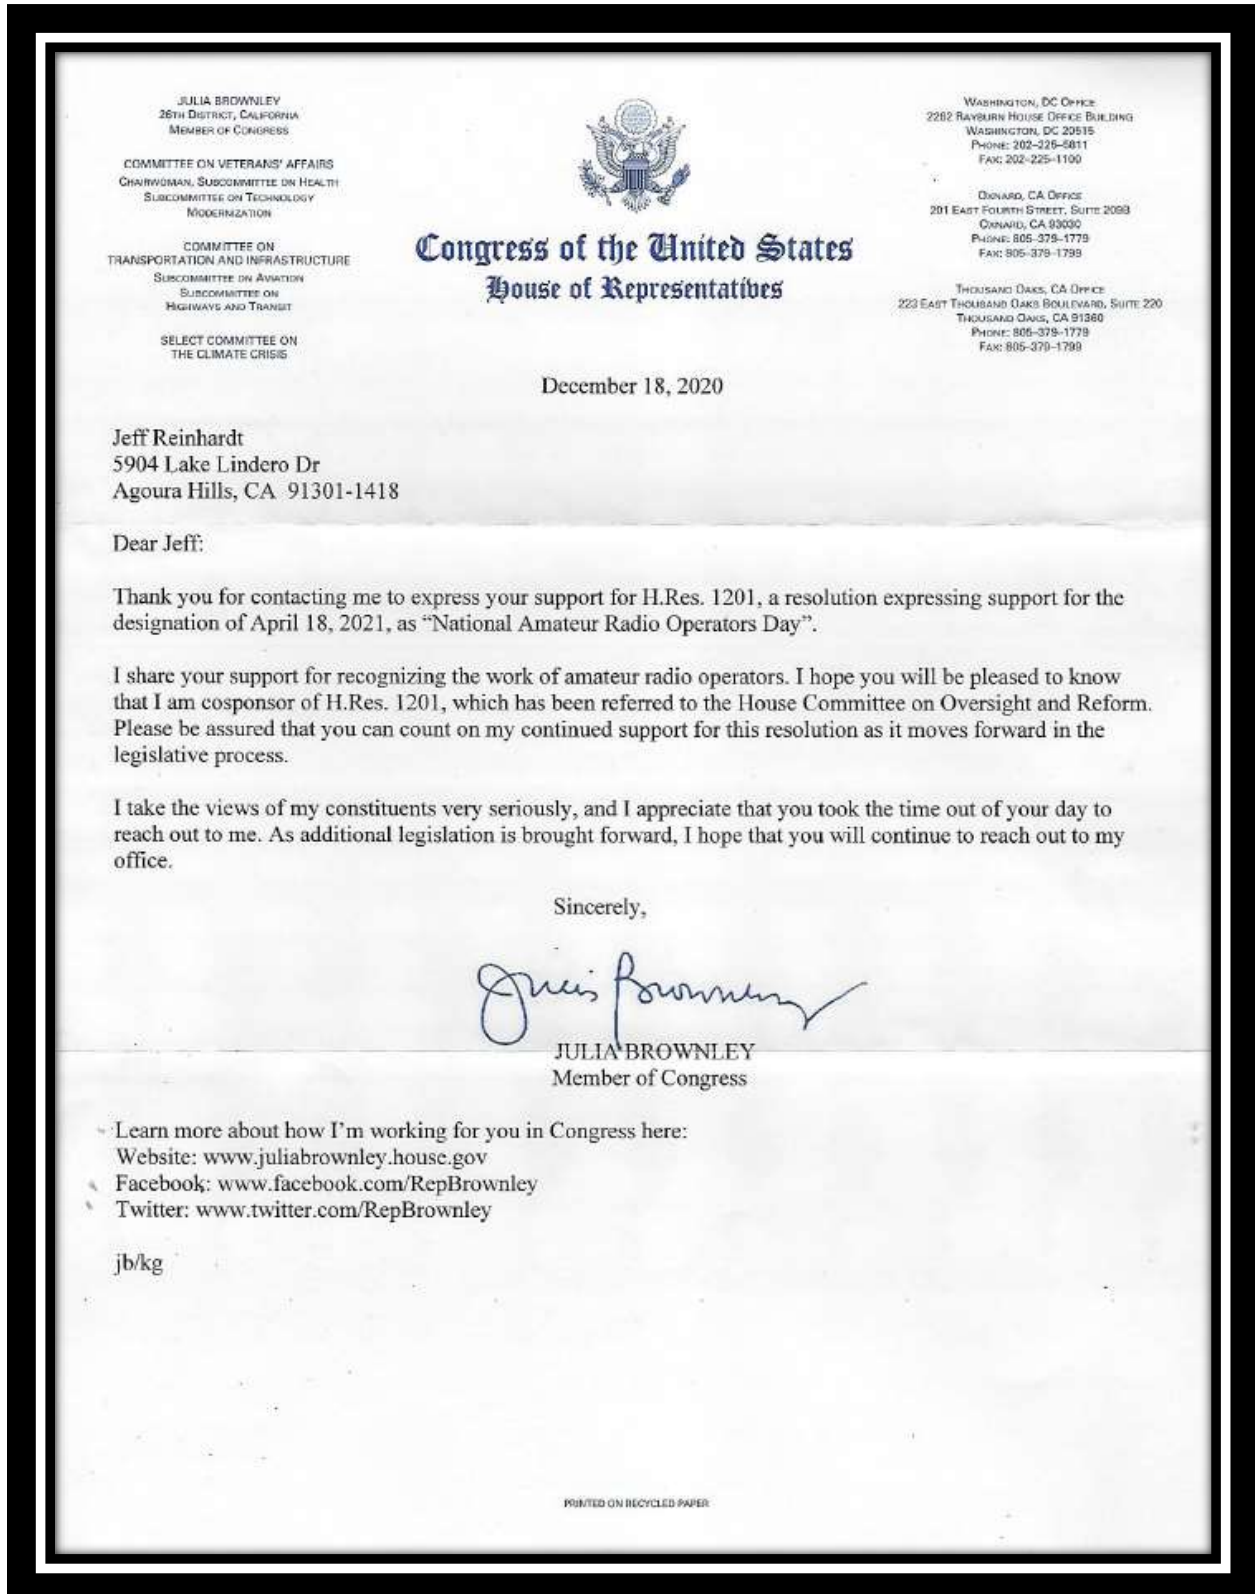 JULIA BROWNLEY
26TH DISTRICT, CALIFORNIA
MEMBER OF CONGRESS
COMMITTEE ON VETERANS' AFFAIRS
CHAIRWOMAN, SUBCOMMITTEE ON HEALTH
SUBCOMMITTEE ON TECHNOLOGY
MODERNIZATION
COMMITTEE ON
TRANSPORTATION AND INFRASTRUCTURE
SUBCOMMITTEE ON AVIATION
SUBCOMMITTEE ON
HIGHWAYS AND TRANSIT
SELECT COMMITTEE ON
THE CLIMATE CRISIS
Congress of the United States
House of Representatives
WASHINGTON, DC OFFICE
2262 RAYBURN HOUSE OFFICE BUILDING
WASHINGTON, DC 20515
PHONE: 202–225–5811
FAX: 202–225–1100
OXNARD, CA OFFICE
201 EAST FOURTH STREET, SUITE 209B
OXNARD, CA 93030
PHONE: 805–379–1779
FAX: 805–379–1799
THOUSAND OAKS, CA OFFICE
223 EAST THOUSAND OAKS BOULEVARD, SUITE 220
THOUSAND OAKS, CA 91360
PHONE: 805–379–1779
FAX: 805–379–1799
December 18, 2020
Jeff Reinhardt
5904 Lake Lindero Dr
Agoura Hills, CA 91301-1418
Dear Jeff:
Thank you for contacting me to express your support for H.Res. 1201, a resolution expressing support for the
designation of April 18, 2021, as “National Amateur Radio Operators Day”.
I share your support for recognizing the work of amateur radio operators. I hope you will be pleased to know
that I am cosponsor of H.Res. 1201, which has been referred to the House Committee on Oversight and Reform.
Please be assured that you can count on my continued support for this resolution as it moves forward in the
legislative process.
I take the views of my constituents very seriously, and I appreciate that you took the time out of your day to
reach out to me. As additional legislation is brought forward, I hope that you will continue to reach out to my
office.
Sincerely,
Julia Brownley
JULIA BROWNLEY
Member of Congress
Learn more about how I’m working for you in Congress here:
Website: www.juliabrownley.house.gov
Facebook: www.facebook.com/RepBrownley
Twitter: www.twitter.com/RepBrownley
jb/kg
PRINTED ON RECYCLED PAPER